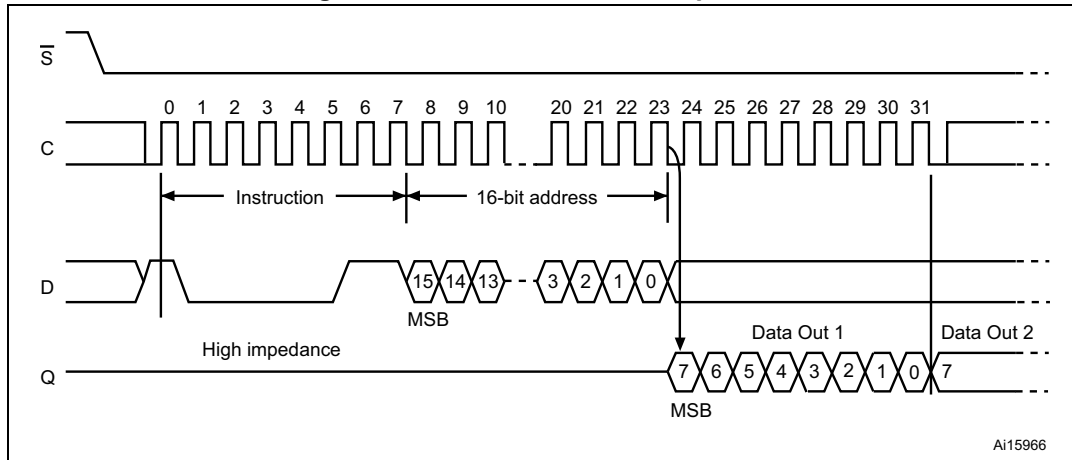 S
0 1 2 3 4 5 6 7 8 9 10 20 21 22 23 24 25 26 27 28 29 30 31
C
Instruction 16-bit address
D 15 14 13 3 2 1 0
MSB
High impedance Data Out 1 Data Out 2
Q 7 6 5 4 3 2 1 0 7
MSB
Ai15966